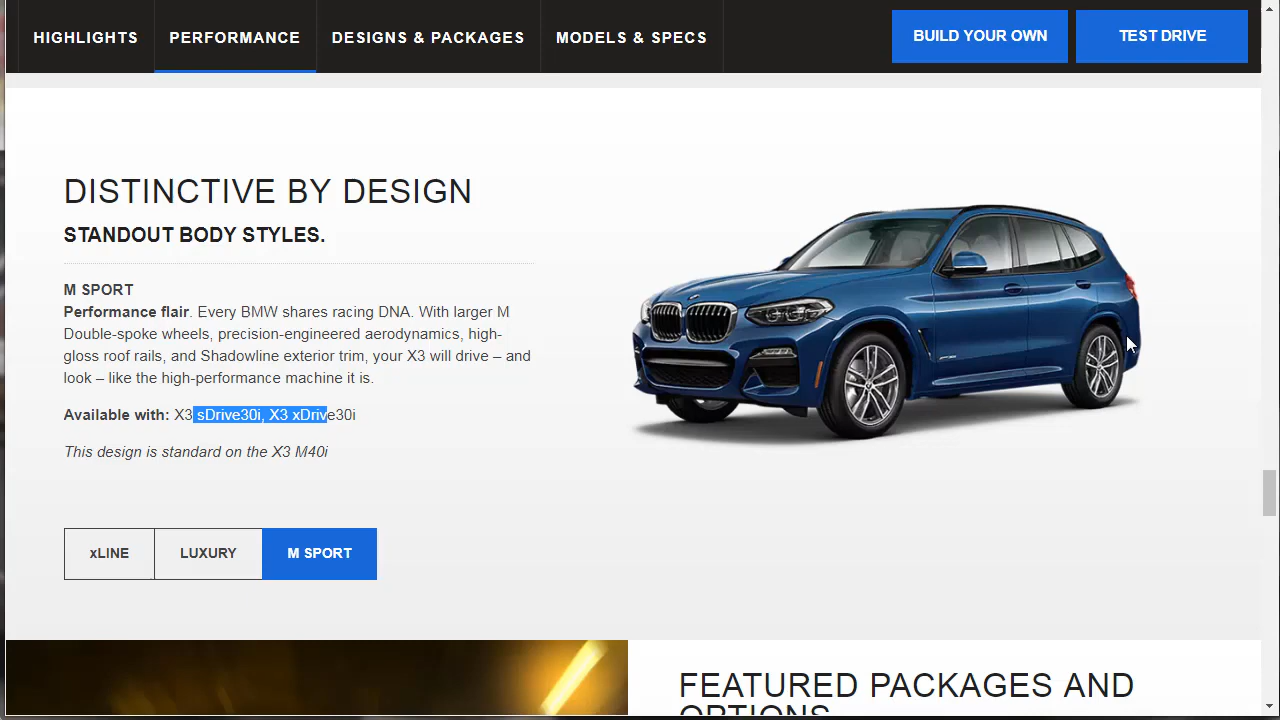 HIGHLIGHTS PERFORMANCE DESIGNS & PACKAGES MODELS & SPECS BUILD YOUR OWN TEST DRIVE
DISTINCTIVE BY DESIGN
STANDOUT BODY STYLES.
M SPORT
Performance flair. Every BMW shares racing DNA. With larger M
Double-spoke wheels, precision-engineered aerodynamics, high-
gloss roof rails, and Shadowline exterior trim, your X3 will drive – and
look – like the high-performance machine it is.
Available with: X3 sDrive30i, X3 xDrive30i
This design is standard on the X3 M40i
xLINE LUXURY M SPORT
FEATURED PACKAGES AND
OPTIONS